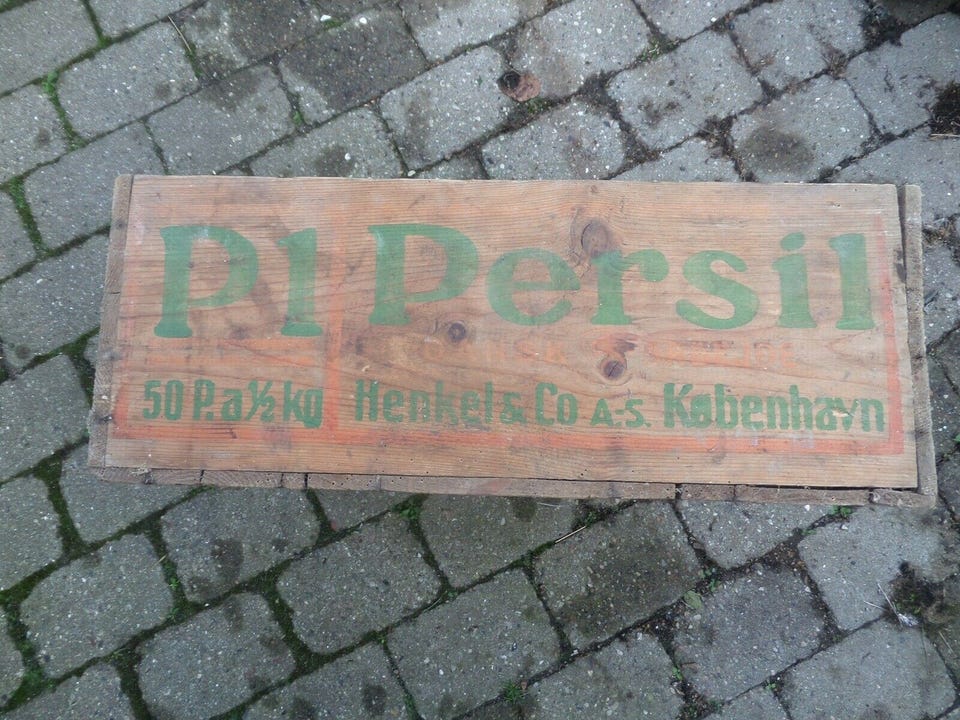 P1 Persil
50 P. a ½ kg Henkel & Co A-S. København